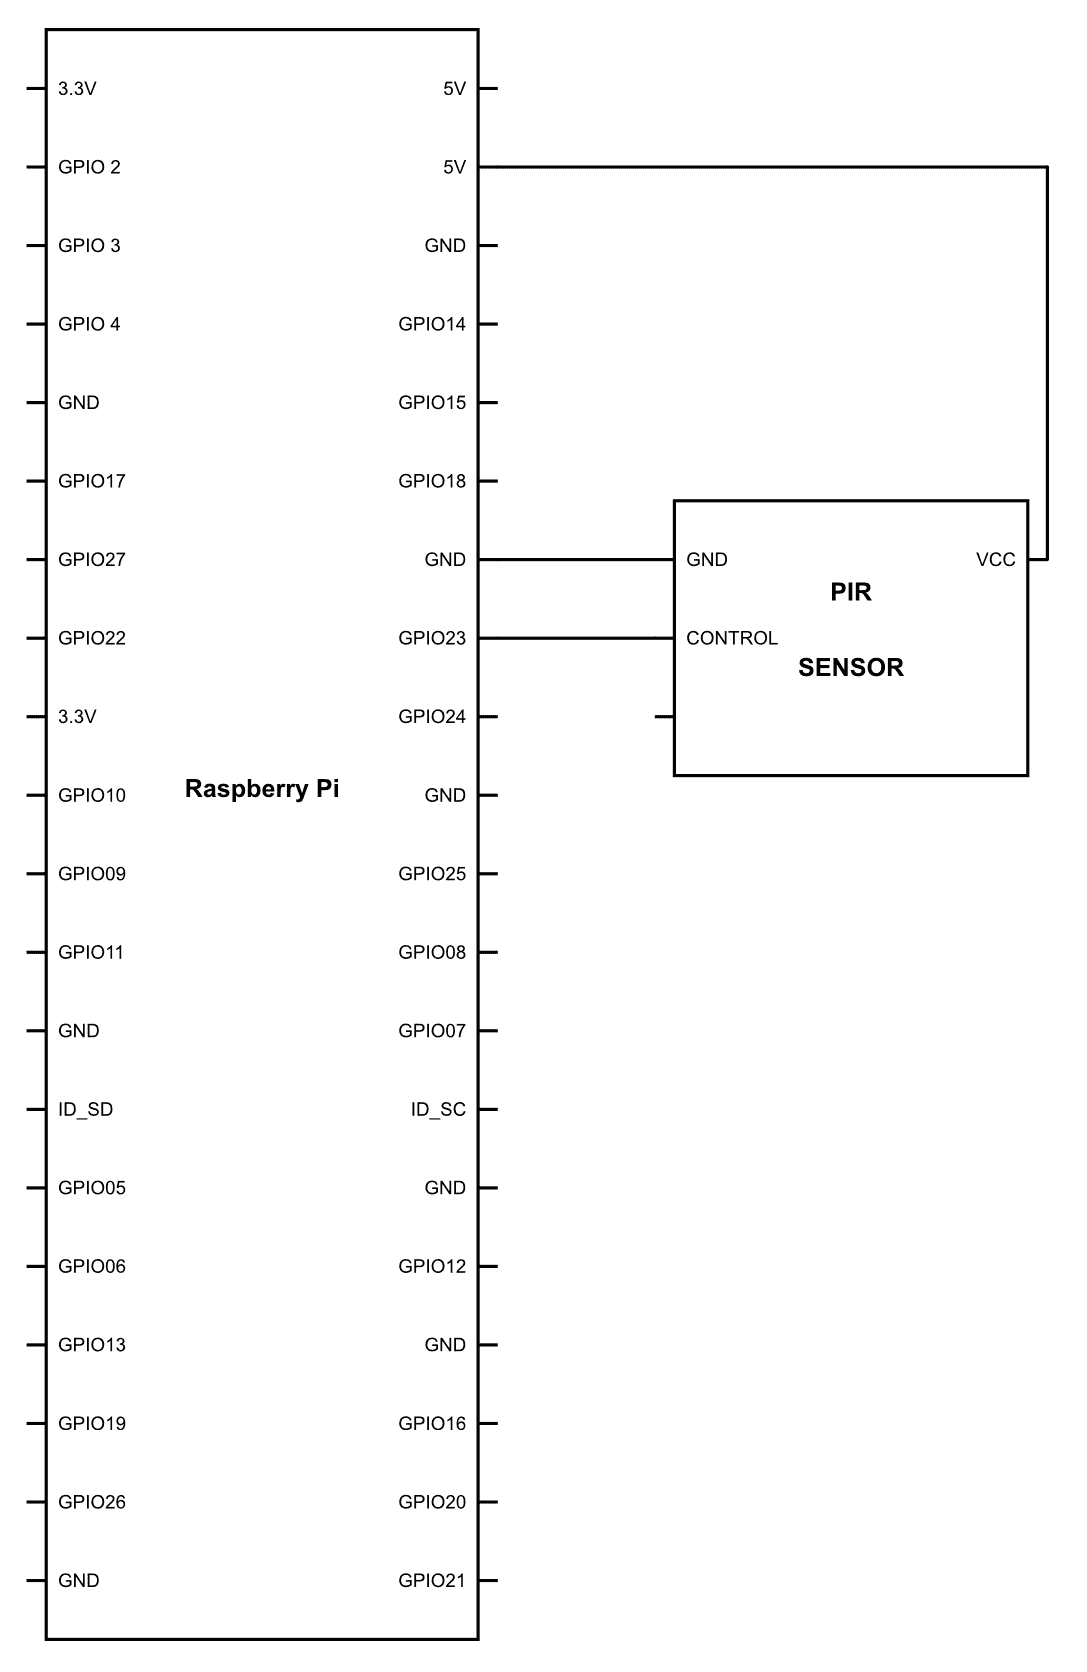 3.3V 5V
GPIO 2 5V
GPIO 3 GND
GPIO 4 GPIO14
GND GPIO15
GPIO17 GPIO18
GPIO27 GND GND VCC
PIR
GPIO22 GPIO23 CONTROL
SENSOR
3.3V GPIO24
Raspberry Pi
GPIO10 GND
GPIO09 GPIO25
GPIO11 GPIO08
GND GPIO07
ID_SD ID_SC
GPIO05 GND
GPIO06 GPIO12
GPIO13 GND
GPIO19 GPIO16
GPIO26 GPIO20
GND GPIO21